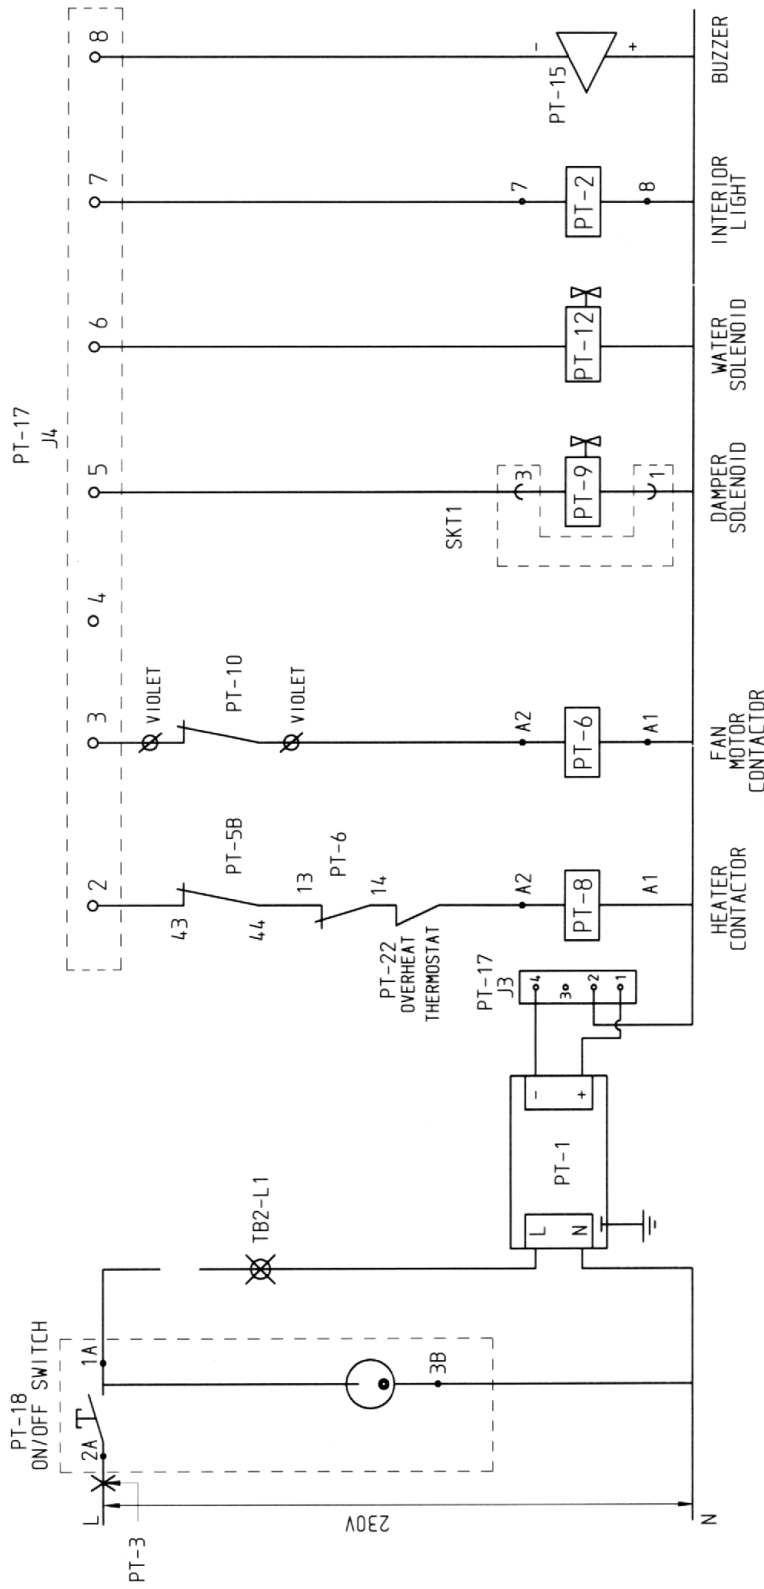 PT-18
ON/OFF SWITCH
L
2A
1A
PT-3
230V
N
3B
TB2-L1
L
N
PT-1
-
+
PT-17
J3
4
3
2
1
PT-17
J4
2
3
4
5
6
7
8
43
PT-5B
44
13
PT-6
14
PT-22
OVERHEAT
THERMOSTAT
A2
PT-8
A1
HEATER
CONTACTOR
VIOLET
PT-10
VIOLET
A2
PT-6
A1
FAN
MOTOR
CONTACTOR
SKT1
3
PT-9
1
DAMPER
SOLENOID
PT-12
WATER
SOLENOID
7
PT-2
8
INTERIOR
LIGHT
-
PT-15
+
BUZZER